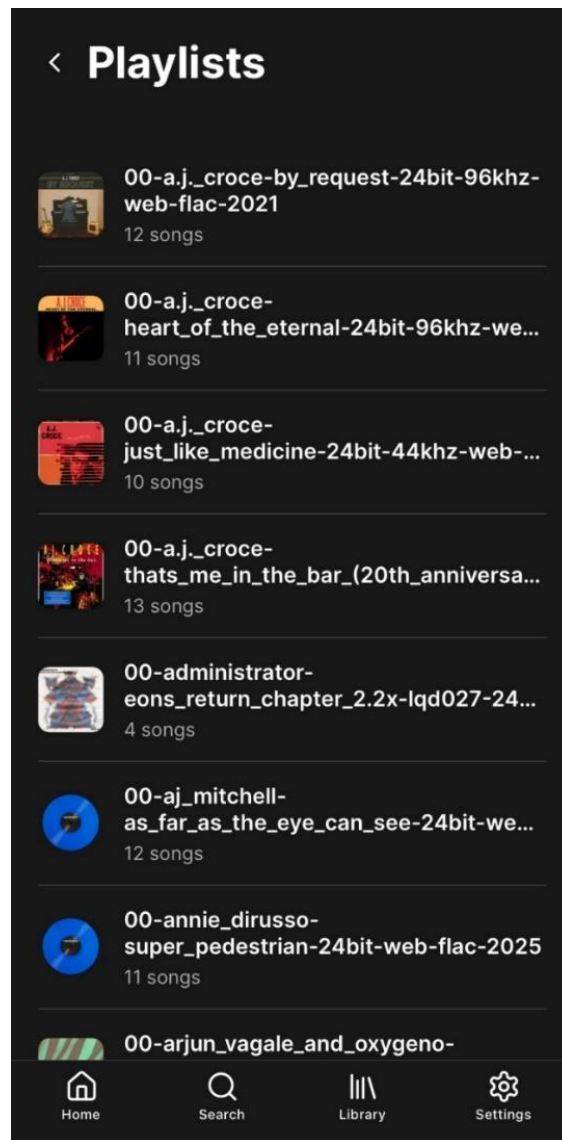 Playlists
00-a.j._croce-by_request-24bit-96khz-
web-flac-2021
12 songs
00-a.j._croce-
heart_of_the_eternal-24bit-96khz-we...
11 songs
00-a.j._croce-
just_like_medicine-24bit-44khz-web-...
10 songs
00-a.j._croce-
thats_me_in_the_bar_(20th_anniversa...
13 songs
00-administrator-
eons_return_chapter_2.2x-lqd027-24...
4 songs
00-aj_mitchell-
as_far_as_the_eye_can_see-24bit-we...
12 songs
00-annie_dirusso-
super_pedestrian-24bit-web-flac-2025
11 songs
00-arjun_vagale_and_oxygeno-
Home
Search
Library
Settings